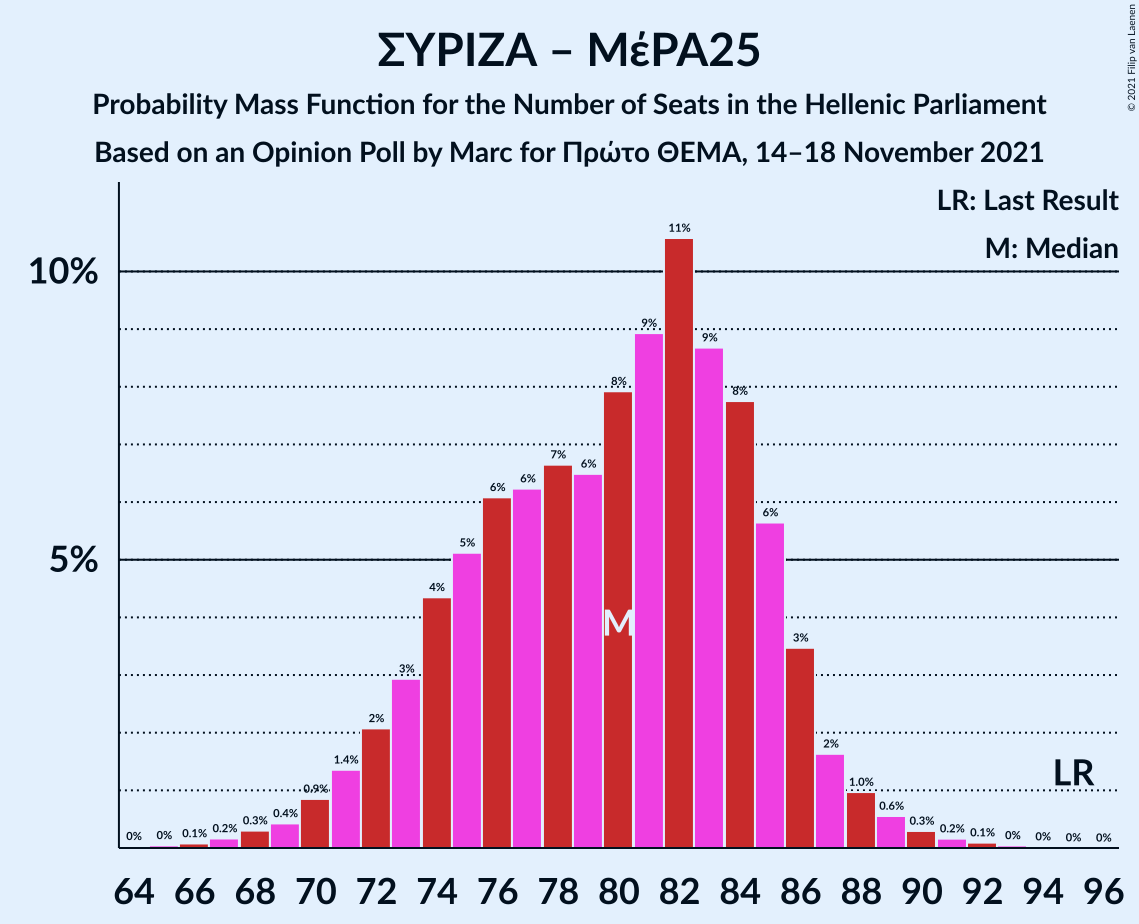 ΣΥΡΙΖΑ – ΜέΡΑ25
Probability Mass Function for the Number of Seats in the Hellenic Parliament
Based on an Opinion Poll by Marc for Πρώτο ΘΕΜΑ, 14–18 November 2021
© 2021 Filip van Laenen
LR: Last Result
M: Median
10%
5%
0% 0% 0.1% 0.2% 0.3% 0.4% 0.9% 1.4% 2% 3% 4% 5% 6% 6% 7% 6% 8% 9% 11% 9% 8% 6% 3% 2% 1.0% 0.6% 0.3% 0.2% 0.1% 0% 0% 0% 0%
M
LR
64 66 68 70 72 74 76 78 80 82 84 86 88 90 92 94 96